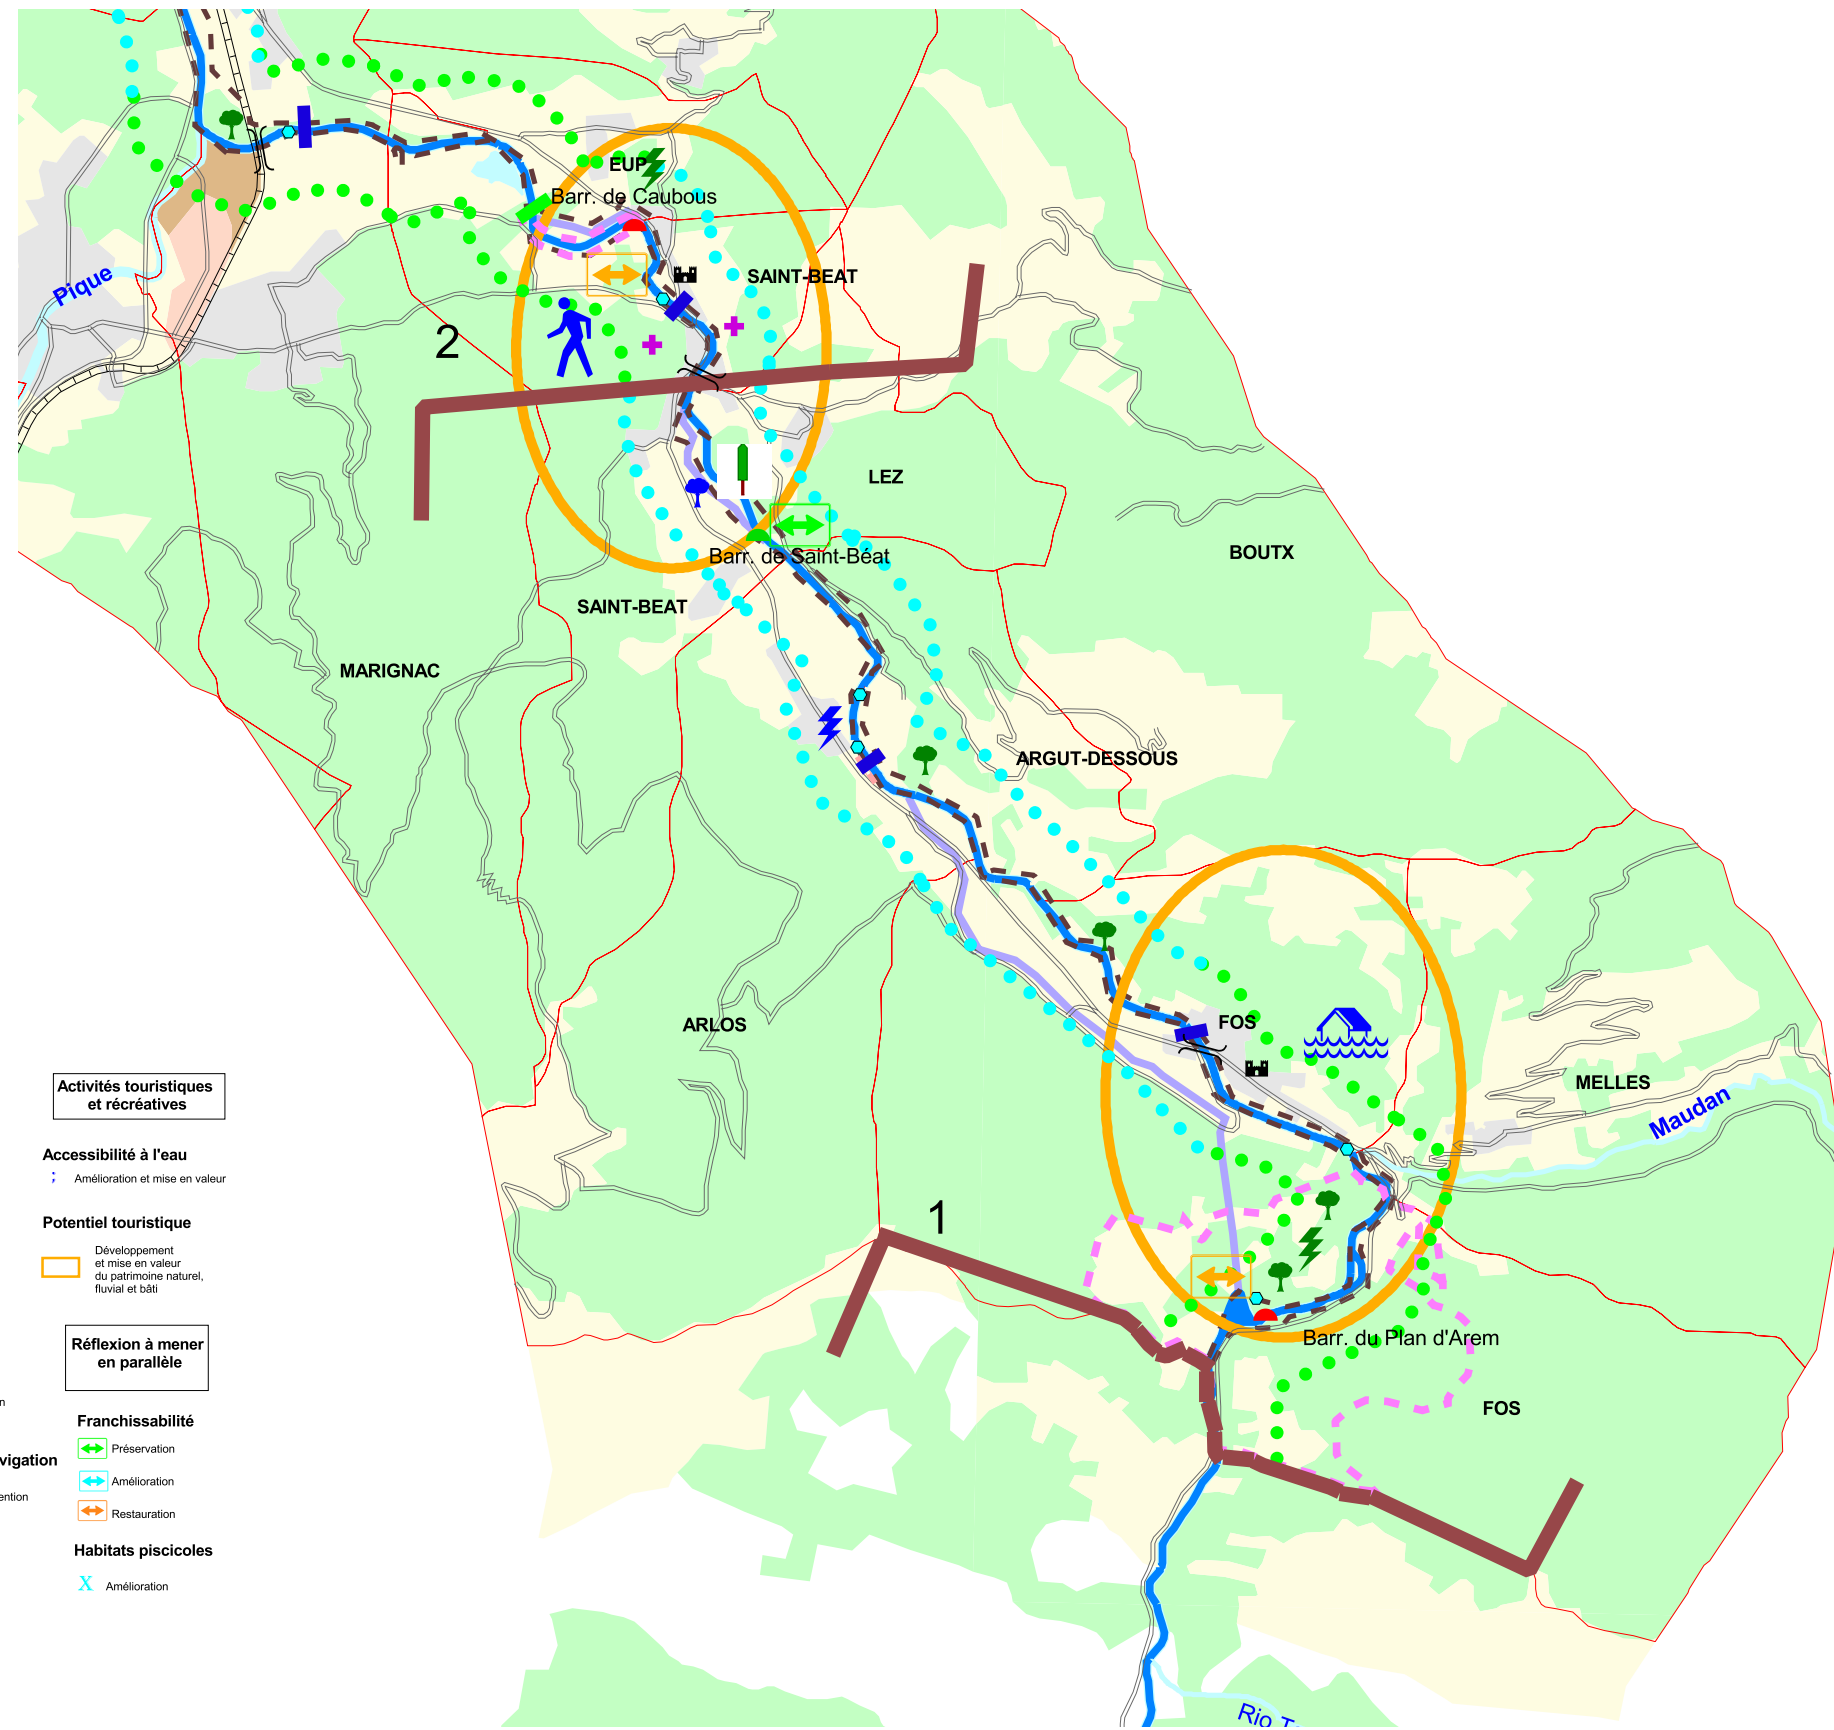 EUP
Barr. de Caubous
SAINT-BEAT
Pique
2
LEZ
BOUTX
Barr. de Saint-Béat
SAINT-BEAT
MARIGNAC
ARGUT-DESSOUS
ARLOS
FOS
MELLES
Maudan
1
Barr. du Plan d'Arem
FOS
Rio
Activités touristiques
et récréatives
Accessibilité à l'eau
; Amélioration et mise en valeur
Potentiel touristique
Développement
et mise en valeur
du patrimoine naturel,
fluvial et bâti
Réflexion à mener
en parallèle
n
Franchissabilité
Préservation
vigation
Amélioration
ention
Restauration
Habitats piscicoles
X Amélioration